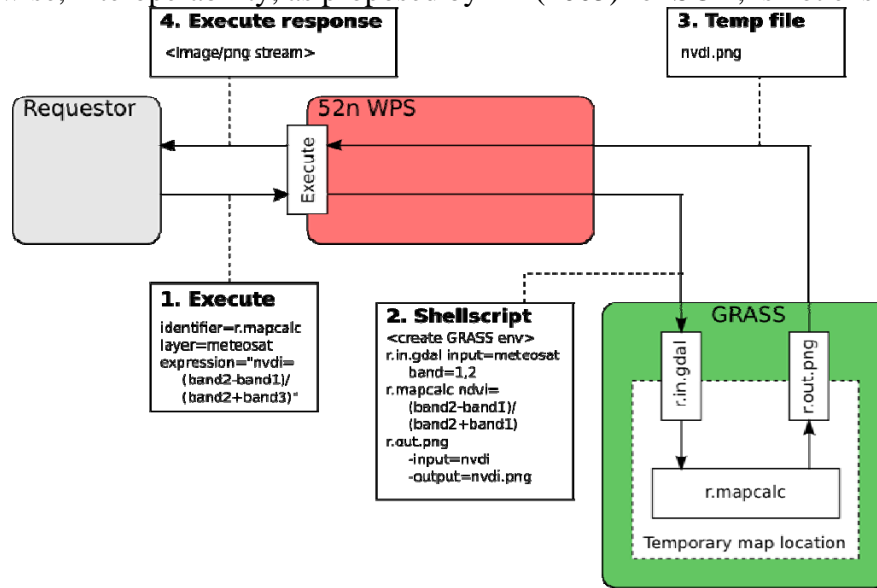 4. Execute response
<image/png stream>
3. Temp file
nvdi.png
Requestor
52n WPS
Execute
1. Execute
identifier=r.mapcalc
layer=meteosat
expression="nvdi=
(band2-band1)/
(band2+band3)"
2. Shellscript
<create GRASS env>
r.in.gdal input=meteosat
band=1,2
r.mapcalc ndvi=
(band2-band1)/
(band2+band1)
r.out.png
-input=nvdi
-output=nvdi.png
GRASS
r.in.gdal
r.out.png
r.mapcalc
Temporary map location